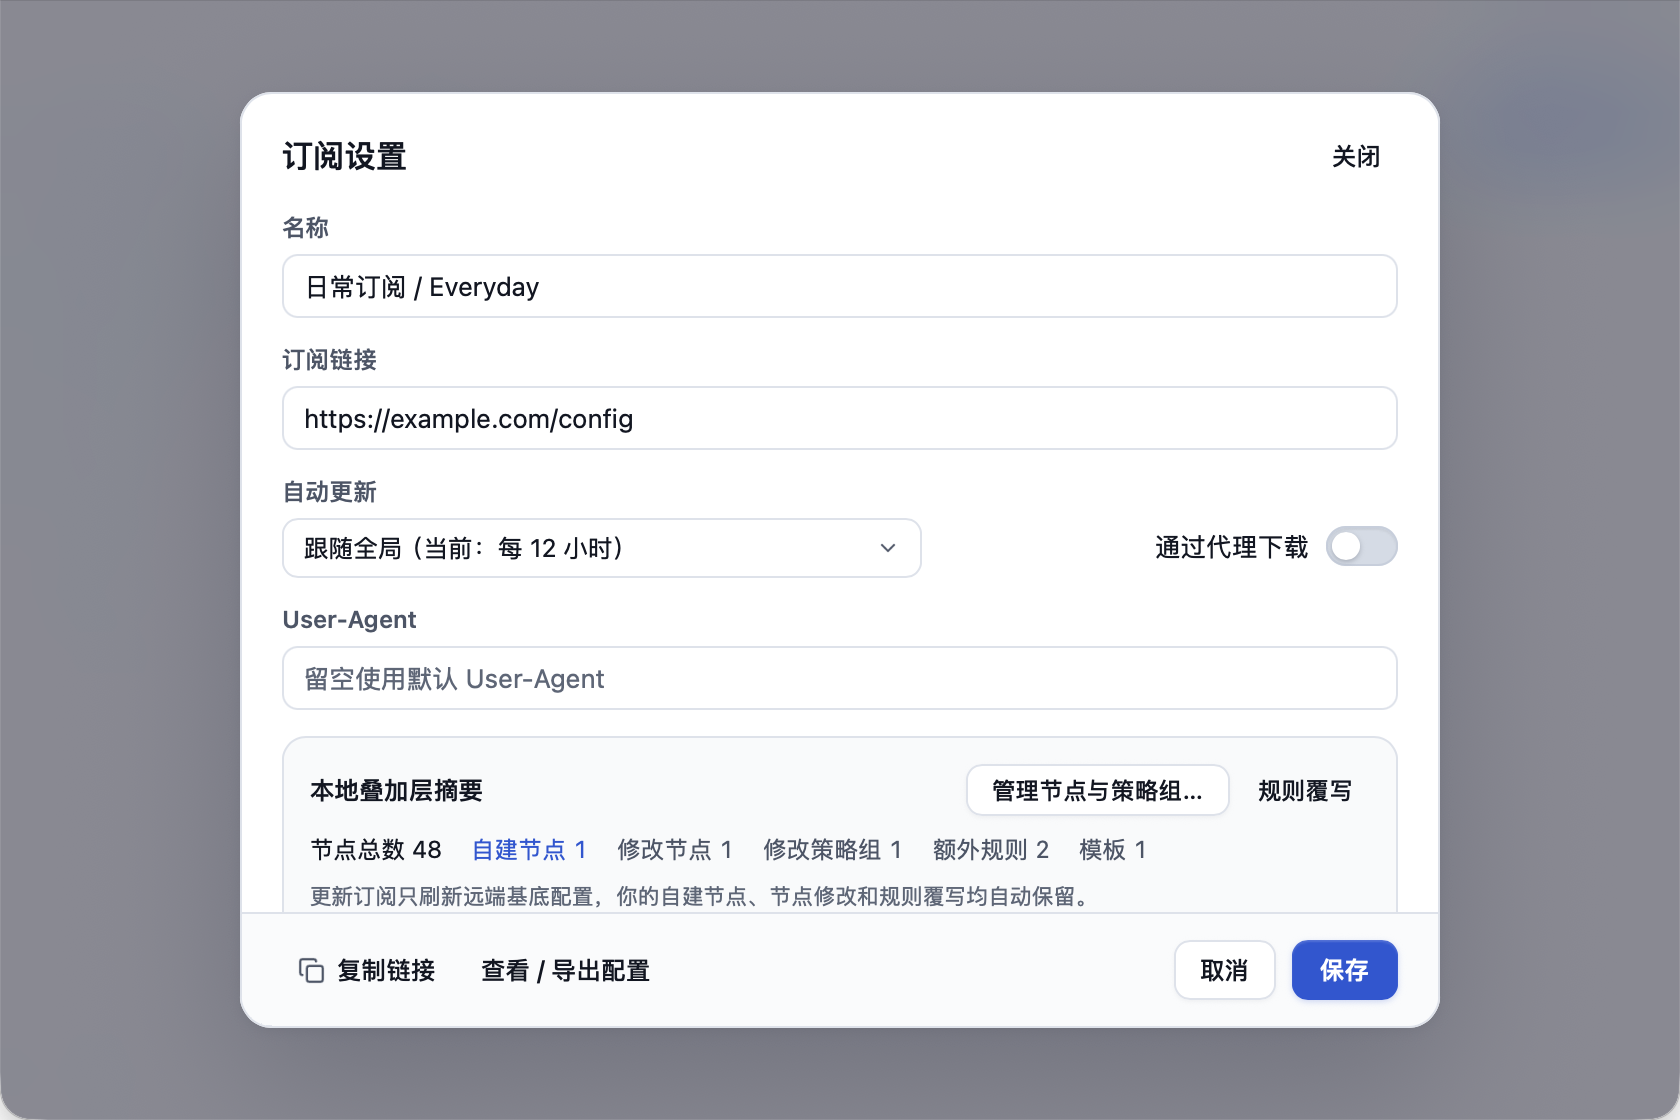 订阅设置
关闭
名称
日常订阅 / Everyday
订阅链接
https://example.com/config
自动更新
跟随全局（当前：每 12 小时）
通过代理下载
User-Agent
留空使用默认 User-Agent
本地叠加层摘要
管理节点与策略组...
规则覆写
节点总数 48 自建节点 1 修改节点 1 修改策略组 1 额外规则 2 模板 1
更新订阅只刷新远端基底配置，你的自建节点、节点修改和规则覆写均自动保留。
复制链接
查看 / 导出配置
取消
保存